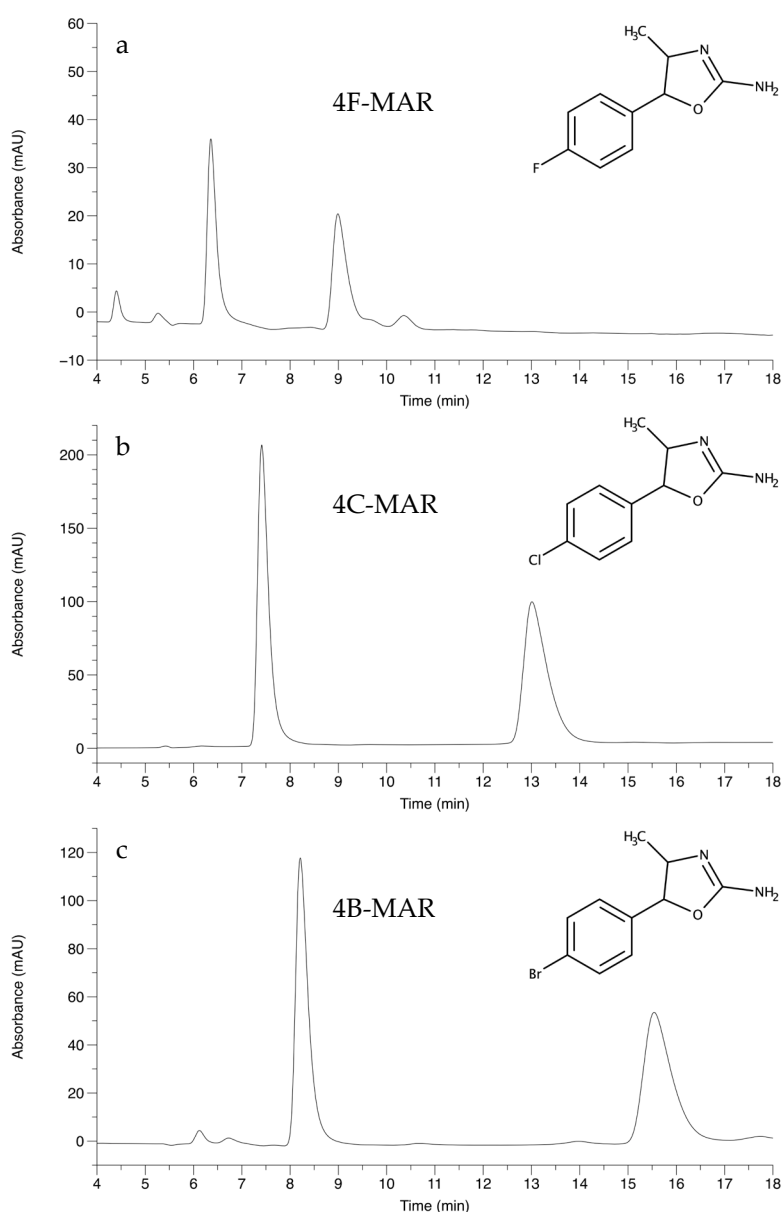 a
4F-MAR
H₃C
N
NH₂
O
F
Absorbance (mAU)
60
50
40
30
20
10
0
−10
4 5 6 7 8 9 10 11 12 13 14 15 16 17 18
Time (min)
b
4C-MAR
H₃C
N
NH₂
O
Cl
Absorbance (mAU)
200
150
100
50
0
4 5 6 7 8 9 10 11 12 13 14 15 16 17 18
Time (min)
c
4B-MAR
H₃C
N
NH₂
O
Br
Absorbance (mAU)
120
100
80
60
40
20
0
4 5 6 7 8 9 10 11 12 13 14 15 16 17 18
Time (min)